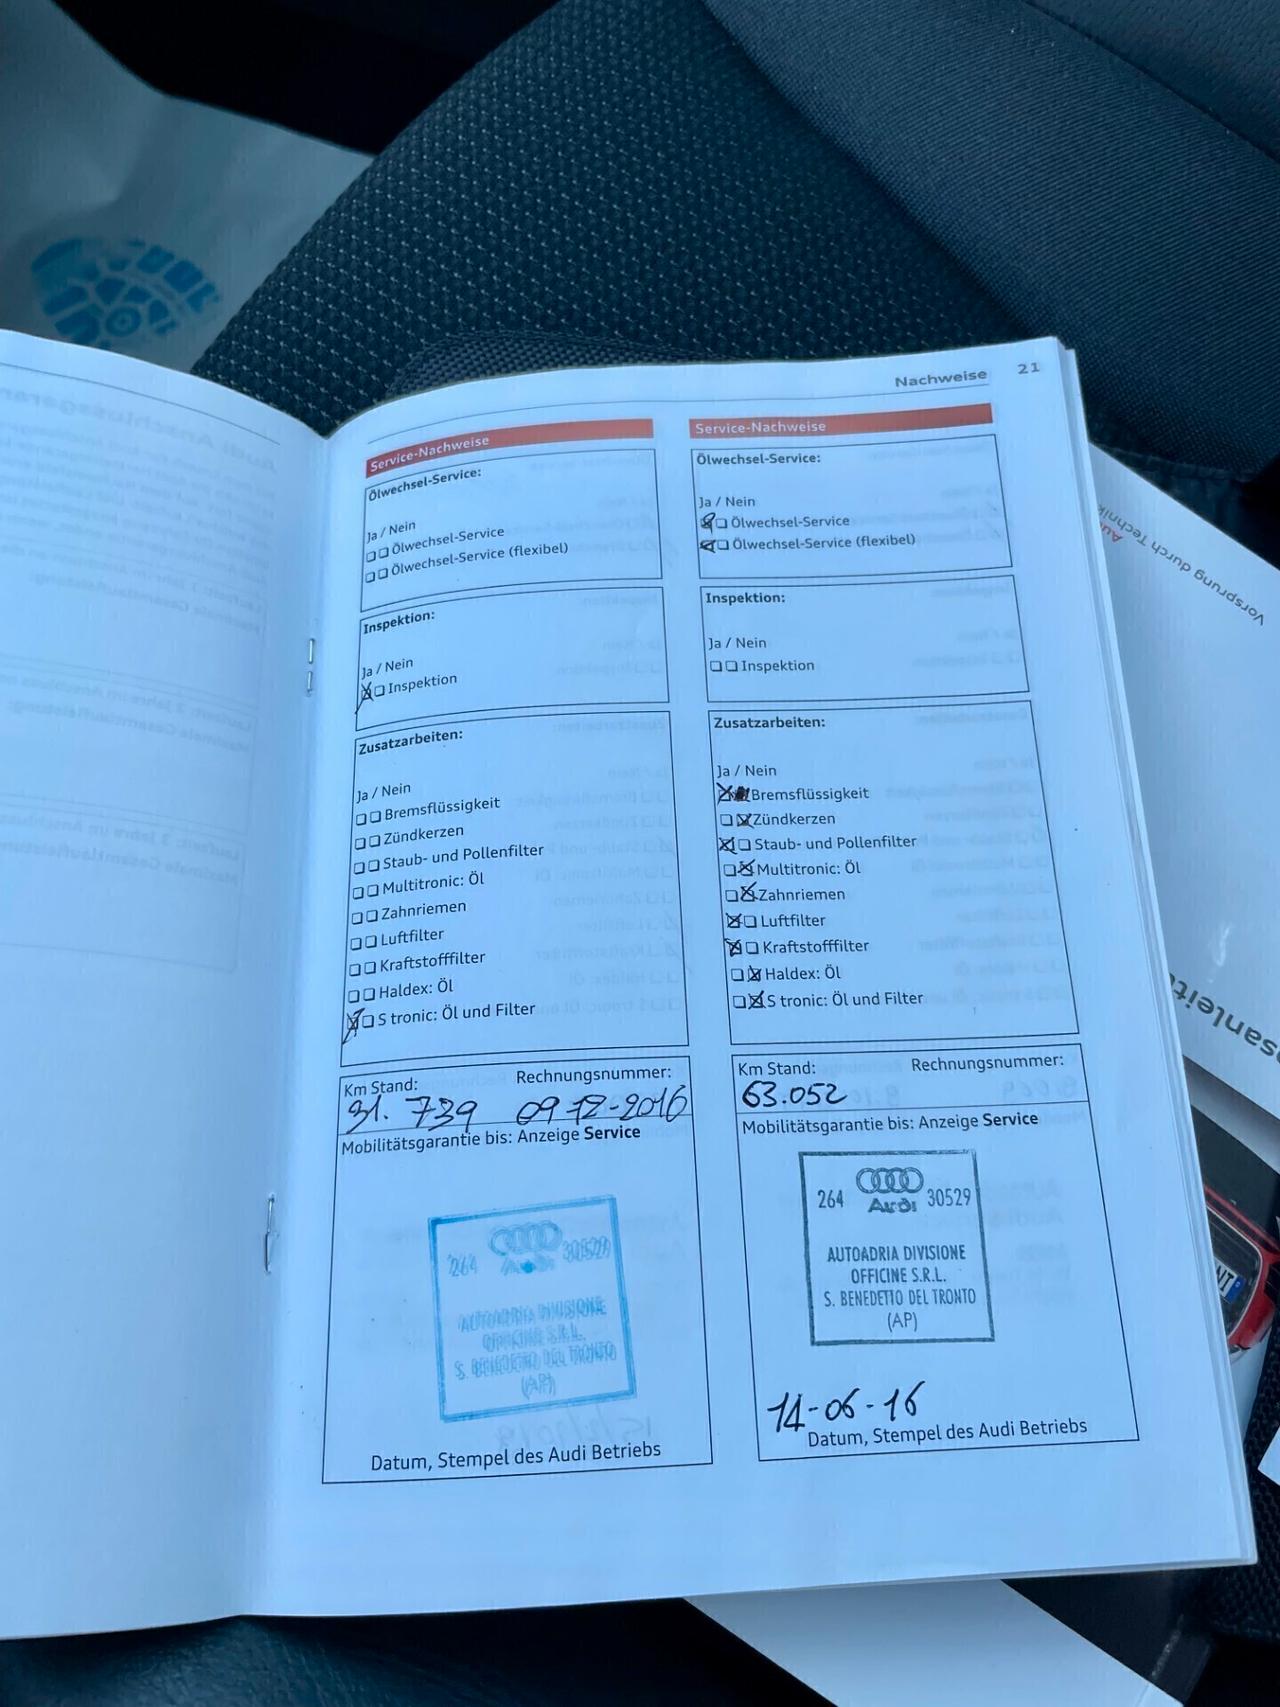 Nachweise 21
Service-Nachweise
Ölwechsel-Service:
Ja / Nein
Ölwechsel-Service
Ölwechsel-Service (flexibel)
Inspektion:
Ja / Nein
Inspektion
Zusatzarbeiten:
Ja / Nein
Bremsflüssigkeit
Zündkerzen
Staub- und Pollenfilter
Multitronic: Öl
Zahnriemen
Luftfilter
Kraftstofffilter
Haldex: Öl
S tronic: Öl und Filter
Km Stand: Rechnungsnummer:
91.739 09-12-2016
Mobilitätsgarantie bis: Anzeige Service
264 Audi 30529
AUTOADRIA DIVISIONE
OFFICINE S.R.L.
S. BENEDETTO DEL TRONTO
(AP)
Datum, Stempel des Audi Betriebs
Service-Nachweise
Ölwechsel-Service:
Ja / Nein
Ölwechsel-Service
Ölwechsel-Service (flexibel)
Inspektion:
Ja / Nein
Inspektion
Zusatzarbeiten:
Ja / Nein
Bremsflüssigkeit
Zündkerzen
Staub- und Pollenfilter
Multitronic: Öl
Zahnriemen
Luftfilter
Kraftstofffilter
Haldex: Öl
S tronic: Öl und Filter
Km Stand: Rechnungsnummer:
63.052
Mobilitätsgarantie bis: Anzeige Service
264 Audi 30529
AUTOADRIA DIVISIONE
OFFICINE S.R.L.
S. BENEDETTO DEL TRONTO
(AP)
14-06-16
Datum, Stempel des Audi Betriebs
Vorsprung durch Technik